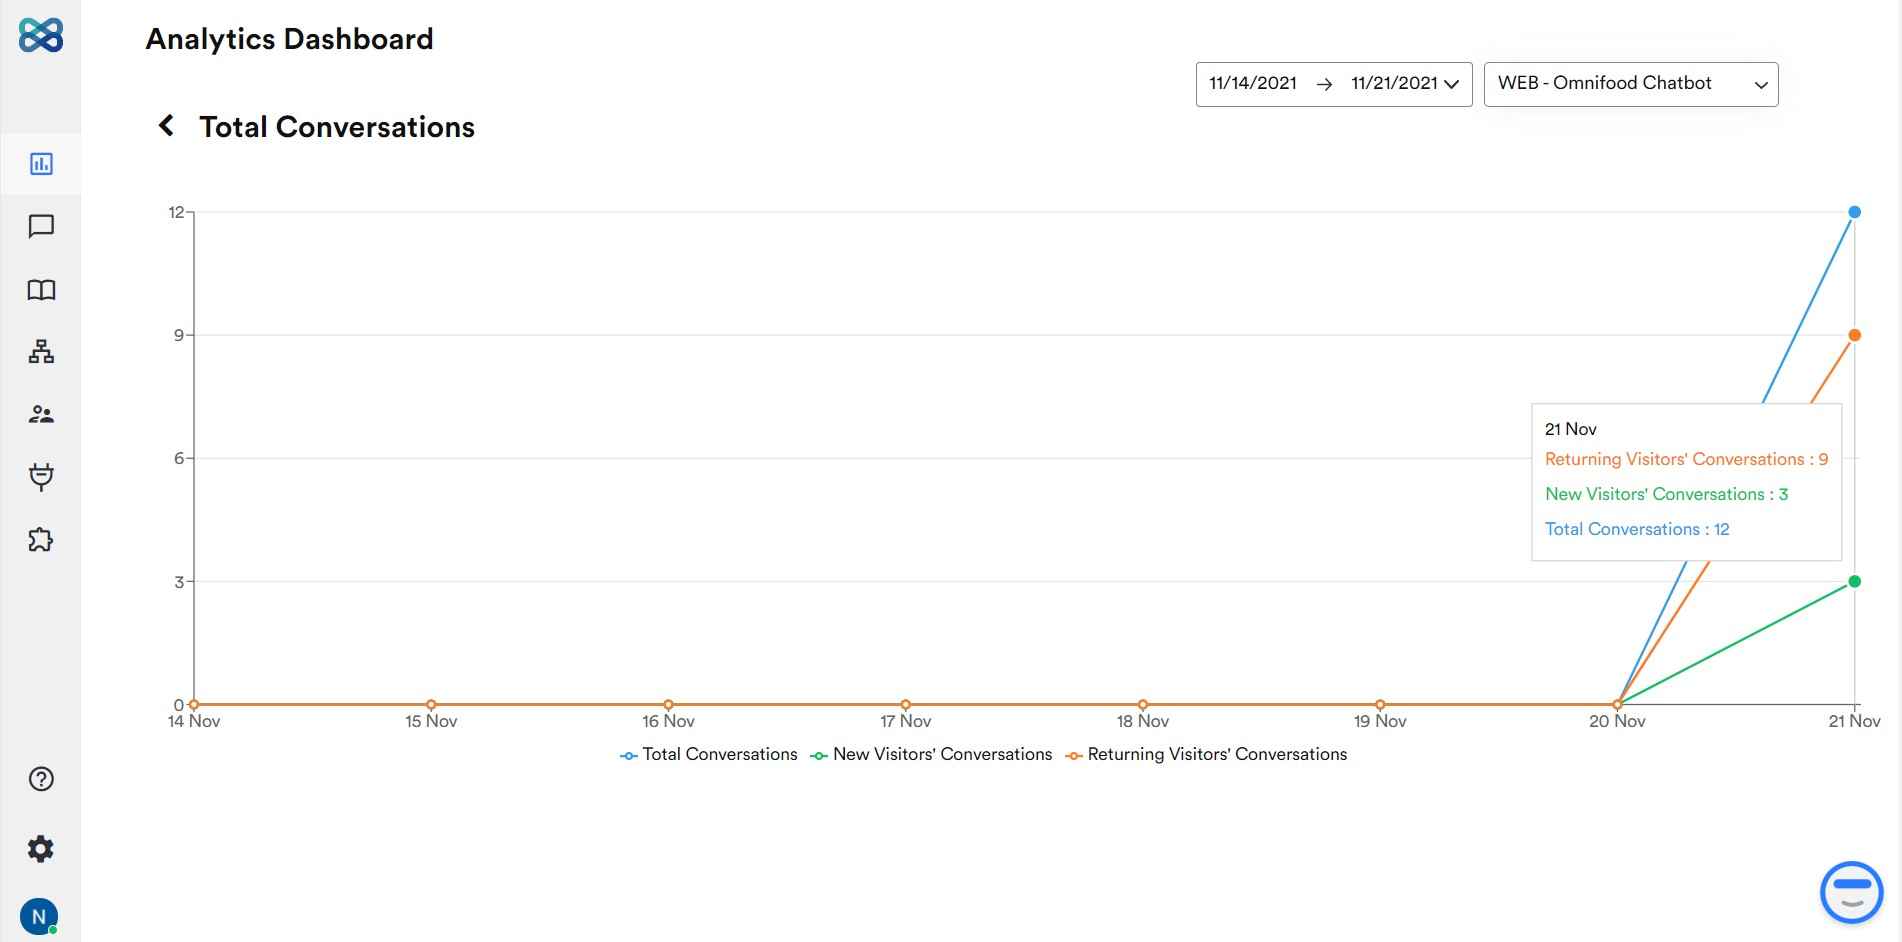 Analytics Dashboard
11/14/2021 → 11/21/2021
WEB - Omnifood Chatbot
Total Conversations
12
9
6
3
0
21 Nov
Returning Visitors' Conversations : 9
New Visitors' Conversations : 3
Total Conversations : 12
14 Nov 15 Nov 16 Nov 17 Nov 18 Nov 19 Nov 20 Nov 21 Nov
Total Conversations New Visitors' Conversations Returning Visitors' Conversations
N